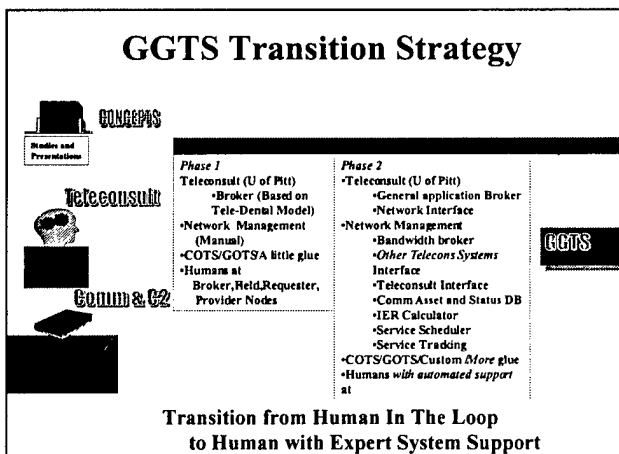 GGTS Transition Strategy
CONCEPTS
Studies and
Presentations
Teleconsult
Comm & C2
Phase 1
Teleconsult (U of Pitt)
•Broker (Based on
Tele-Dental Model)
•Network Management
(Manual)
•COTS/GOTS/A little glue
•Humans at
Broker,Held,Requester,
Provider Nodes
Phase 2
•Teleconsult (U of Pitt)
•General application Broker
•Network Interface
•Network Management
•Bandwidth broker
•Other Telecons Systems
Interface
•Teleconsult Interface
•Comm Asset and Status DB
•IER Calculator
•Service Scheduler
•Service Tracking
•COTS/GOTS/Custom /More glue
•Humans with automated support
at
GGTS
Transition from Human In The Loop
to Human with Expert System Support